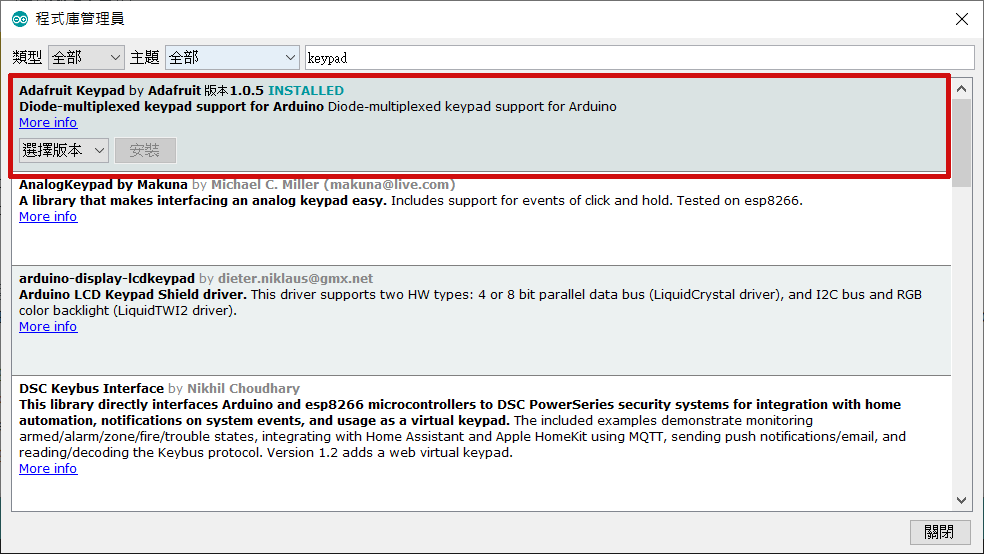 程式庫管理員
類型 全部 主題 全部 keypad
Adafruit Keypad by Adafruit 版本1.0.5 INSTALLED
Diode-multiplexed keypad support for Arduino Diode-multiplexed keypad support for Arduino
More info
選擇版本 安裝
AnalogKeypad by Makuna by Michael C. Miller (makuna@live.com)
A library that makes interfacing an analog keypad easy. Includes support for events of click and hold. Tested on esp8266.
More info
arduino-display-lcdkeypad by dieter.niklaus@gmx.net
Arduino LCD Keypad Shield driver. This driver supports two HW types: 4 or 8 bit parallel data bus (LiquidCrystal driver), and I2C bus and RGB
color backlight (LiquidTWI2 driver).
More info
DSC Keybus Interface by Nikhil Choudhary
This library directly interfaces Arduino and esp8266 microcontrollers to DSC PowerSeries security systems for integration with home
automation, notifications on system events, and usage as a virtual keypad. The included examples demonstrate monitoring
armed/alarm/zone/fire/trouble states, integrating with Home Assistant and Apple HomeKit using MQTT, sending push notifications/email, and
reading/decoding the Keybus protocol. Version 1.2 adds a web virtual keypad.
More info
關閉